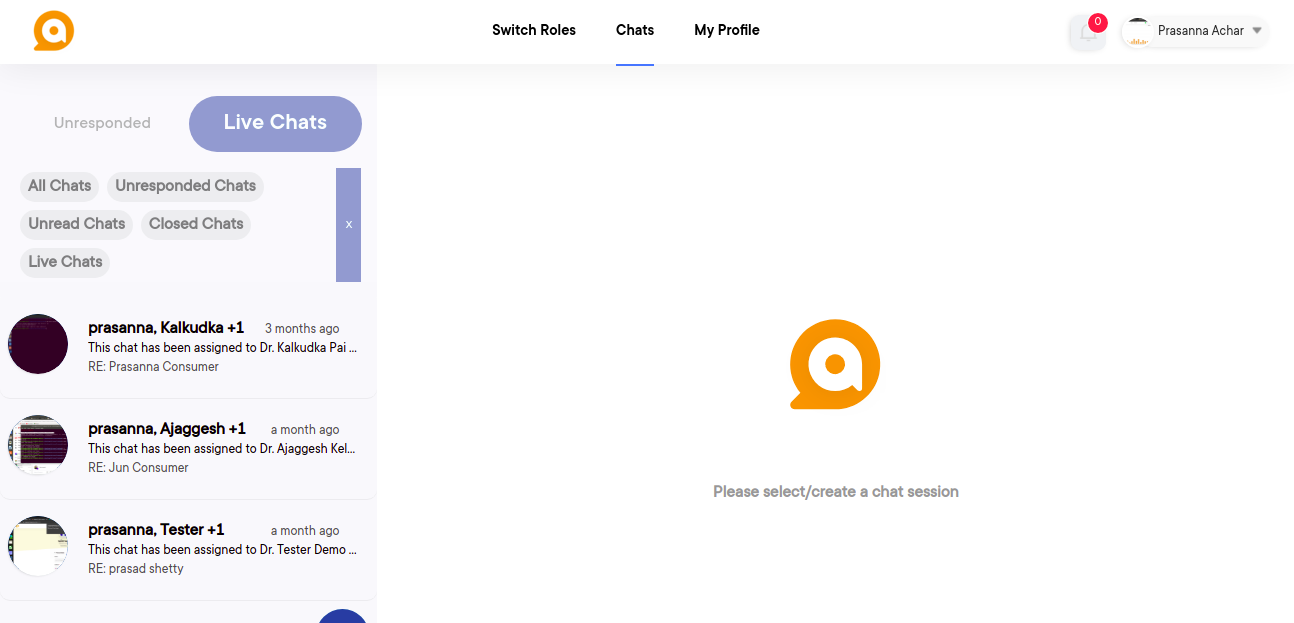 Switch Roles Chats My Profile 0 Prasanna Achar
Unresponded Live Chats
All Chats Unresponded Chats
Unread Chats Closed Chats x
Live Chats
prasanna, Kalkudka +1 3 months ago
This chat has been assigned to Dr. Kalkudka Pai ...
RE: Prasanna Consumer
prasanna, Ajaggesh +1 a month ago
This chat has been assigned to Dr. Ajaggesh Kel...
RE: Jun Consumer
prasanna, Tester +1 a month ago
This chat has been assigned to Dr. Tester Demo ...
RE: prasad shetty
Please select/create a chat session